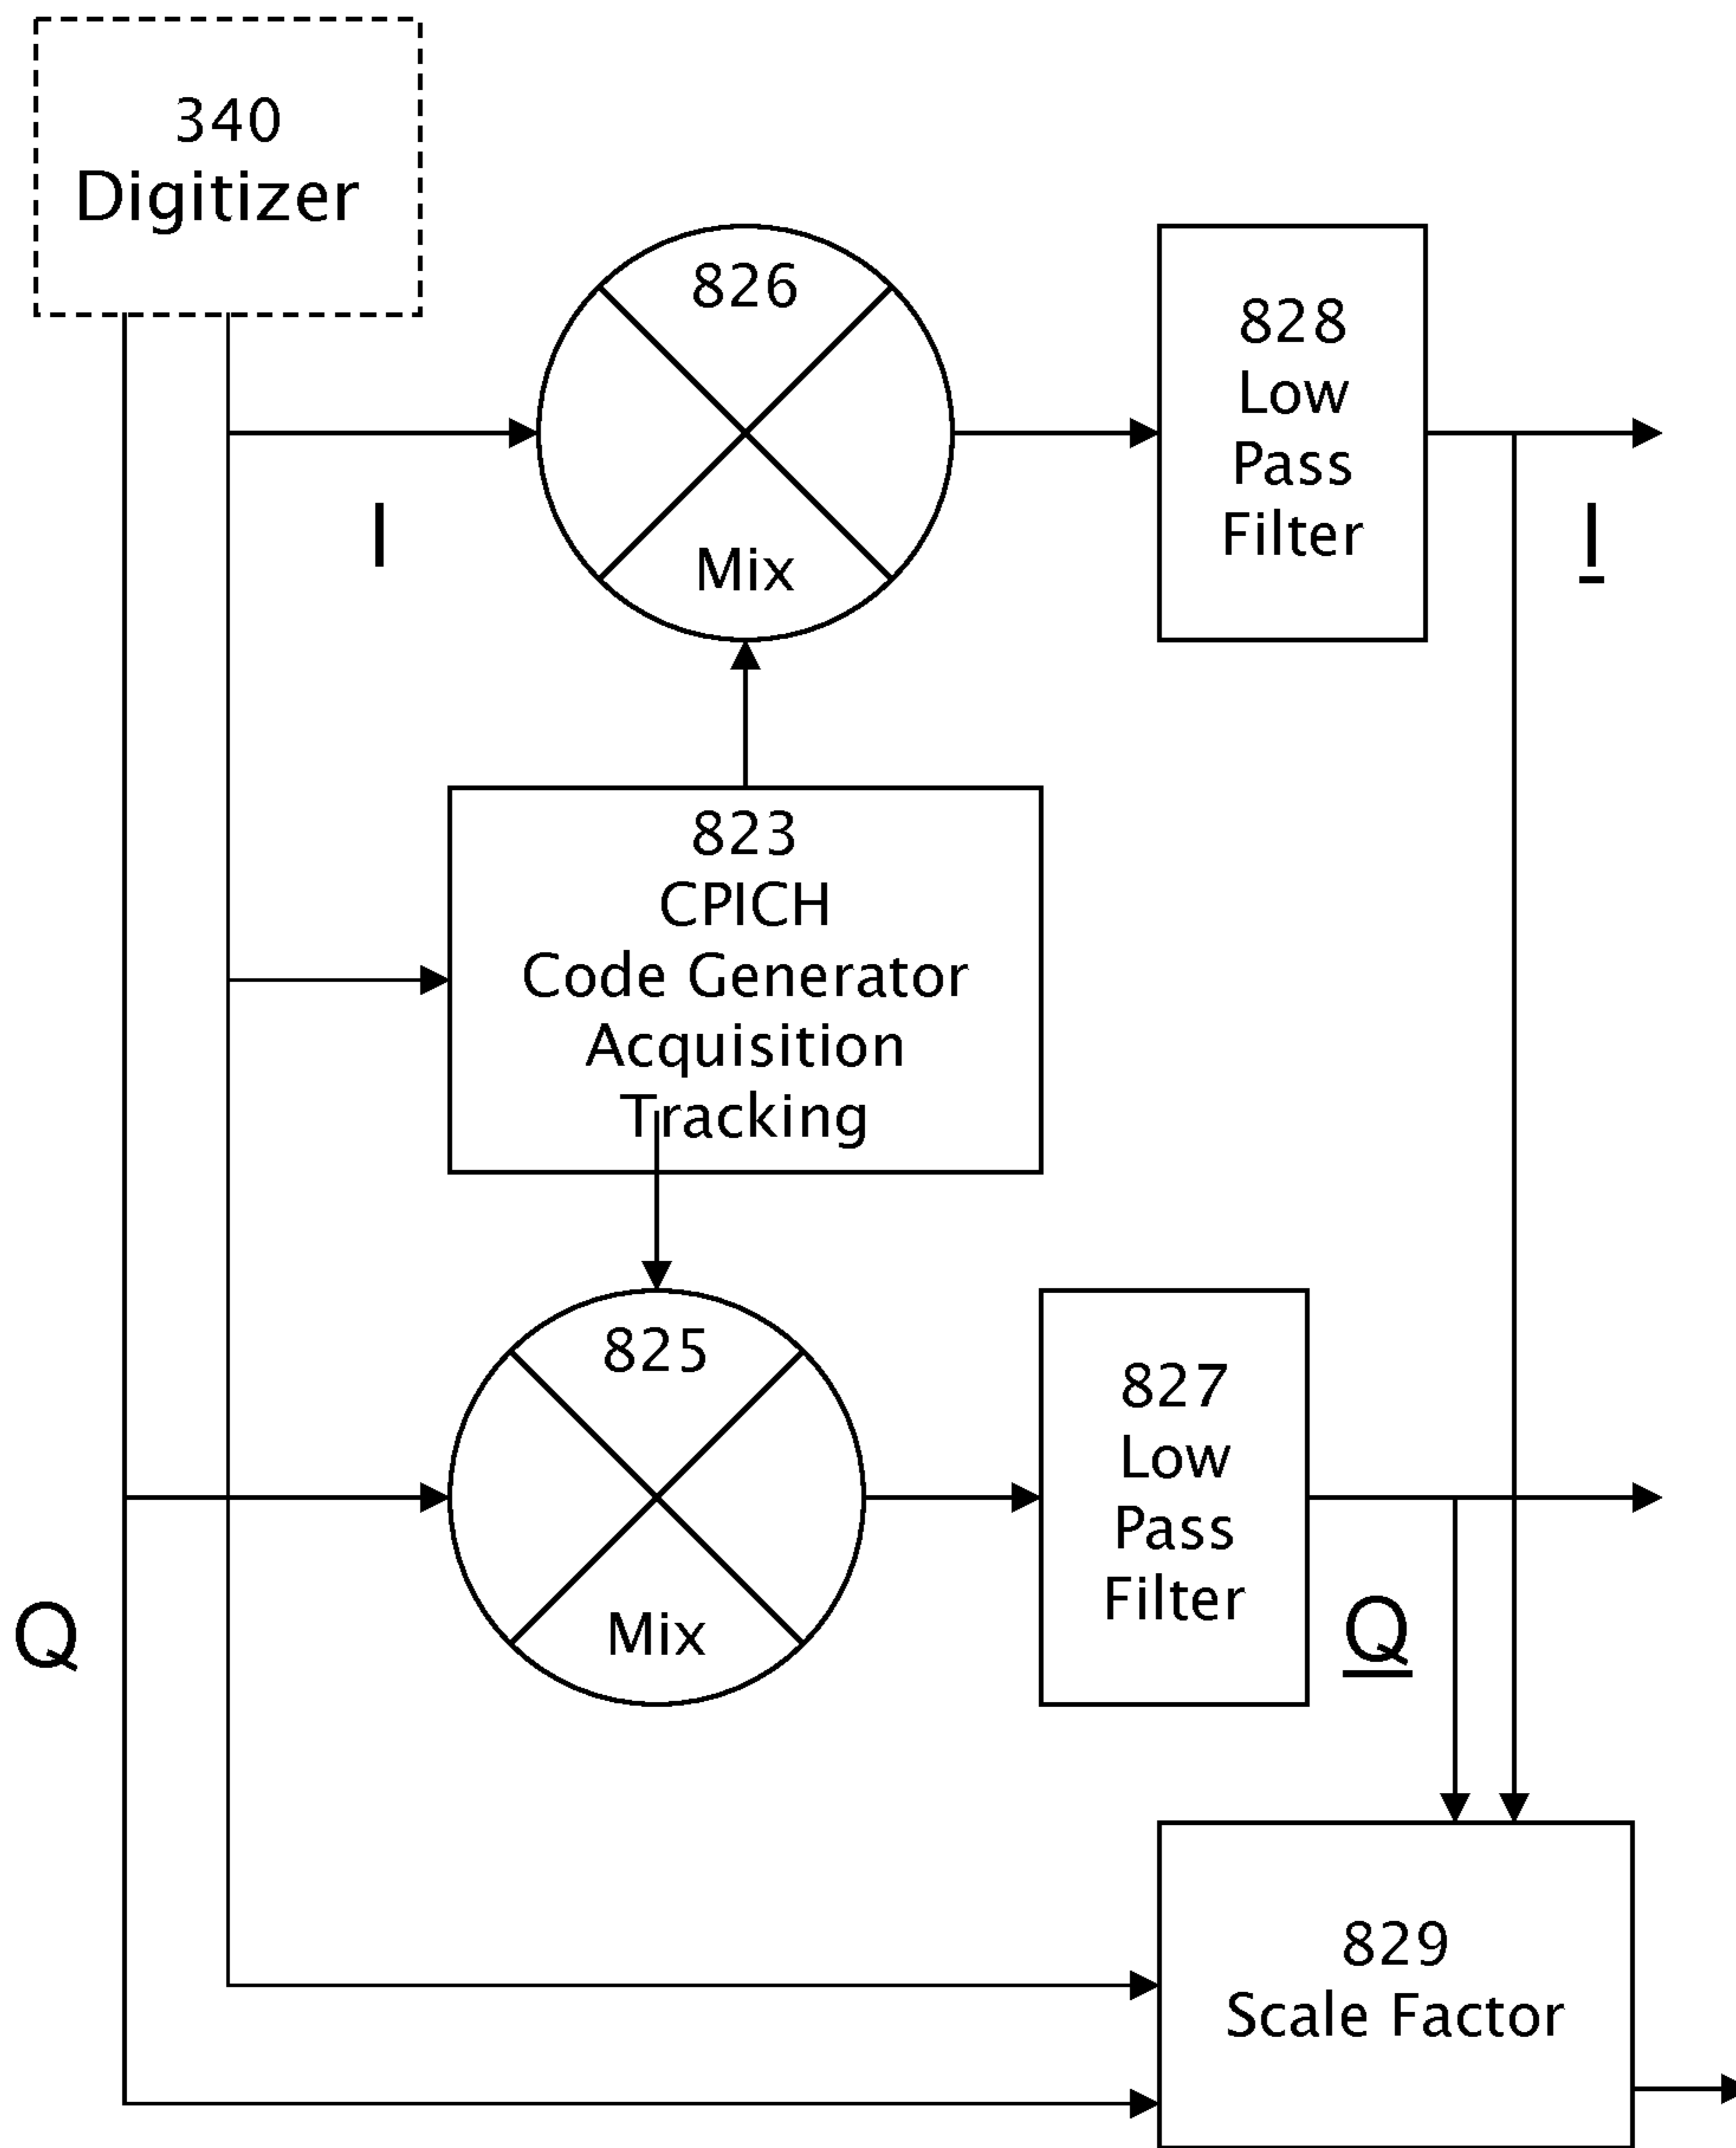 340
Digitizer
826
Mix
828
Low
Pass
Filter
I
I
823
CPICH
Code Generator
Acquisition
Tracking
825
Mix
827
Low
Pass
Filter
Q
Q
829
Scale Factor